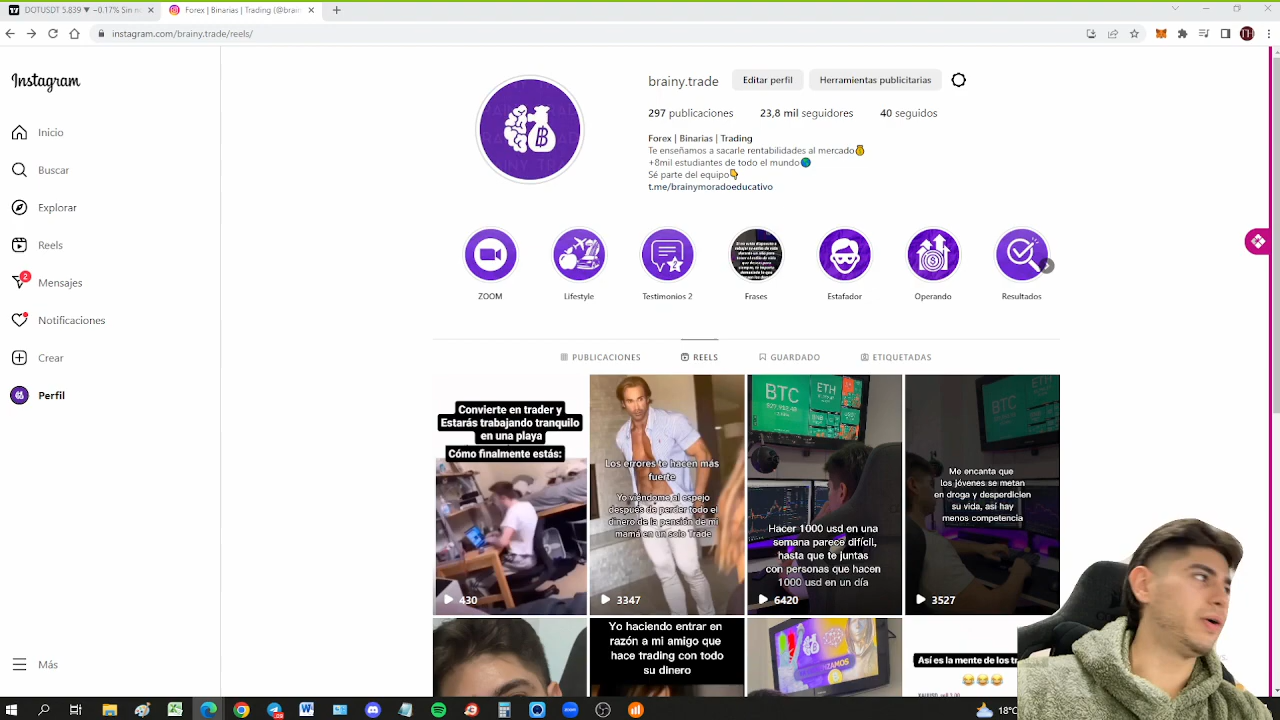 DOTUSDT 5.839 ▼ −0.17% Sin n
Forex | Binarias | Trading (@brain
instagram.com/brainy.trade/reels/
Instagram
Inicio
Buscar
Explorar
Reels
2
Mensajes
Notificaciones
Crear
Perfil
Más
brainy.trade
Editar perfil
Herramientas publicitarias
297 publicaciones
23,8 mil seguidores
40 seguidos
Forex | Binarias | Trading
Te enseñamos a sacarle rentabilidades al mercado
+8mil estudiantes de todo el mundo
Sé parte del equipo
t.me/brainymoradoeducativo
ZOOM
Lifestyle
Testimonios 2
Frases
Estafador
Operando
Resultados
PUBLICACIONES
REELS
GUARDADO
ETIQUETADAS
Convierte en trader y
Estarás trabajando tranquilo
en una playa
Cómo finalmente estás:
430
Los errores te hacen más
fuerte
Yo viéndome al espejo
después de perder todo el
dinero de la pensión de mi
mamá en un solo Trade
3347
BTC
ETH
Hacer 1000 usd en una
semana parece difícil,
hasta que te juntas
con personas que hacen
1000 usd en un día
6420
BTC
Me encanta que
los jóvenes se metan
en droga y desperdicien
su vida, así hay
menos competencia
3527
Yo haciendo entrar en
razón a mi amigo que
hace trading con todo
su dinero
Así es la mente de los tr
18°C